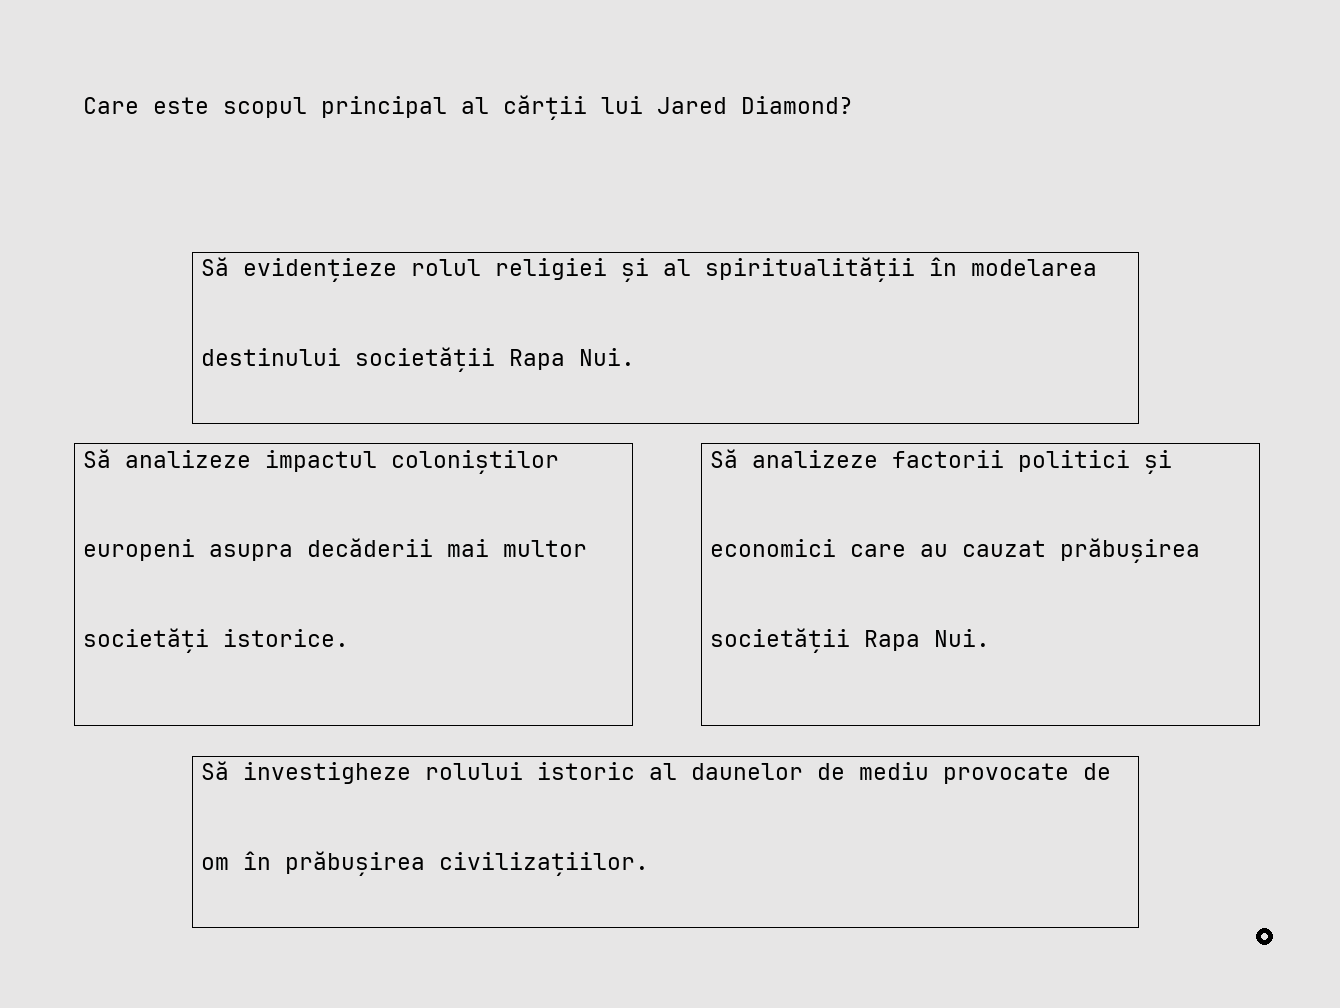 Care este scopul principal al cărții lui Jared Diamond?
Să evidențieze rolul religiei și al spiritualității în modelarea
destinului societății Rapa Nui.
Să analizeze impactul coloniștilor
europeni asupra decăderii mai multor
societăți istorice.
Să analizeze factorii politici și
economici care au cauzat prăbușirea
societății Rapa Nui.
Să investigheze rolului istoric al daunelor de mediu provocate de
om în prăbușirea civilizațiilor.